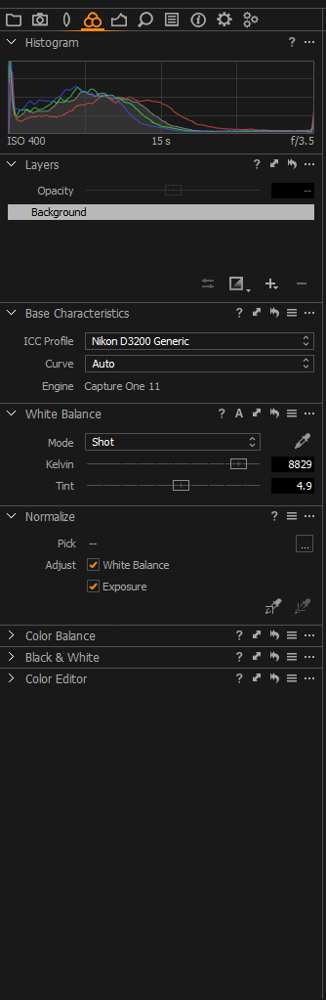 Histogram ? ...
ISO 400 15 s f/3.5
Layers ?
Opacity --
Background
Base Characteristics ? ...
ICC Profile Nikon D3200 Generic
Curve Auto
Engine Capture One 11
White Balance ? A ...
Mode Shot
Kelvin 8829
Tint 4.9
Normalize ? ...
Pick -- ...
Adjust White Balance
Exposure
Color Balance ? ...
Black & White ? ...
Color Editor ? ...